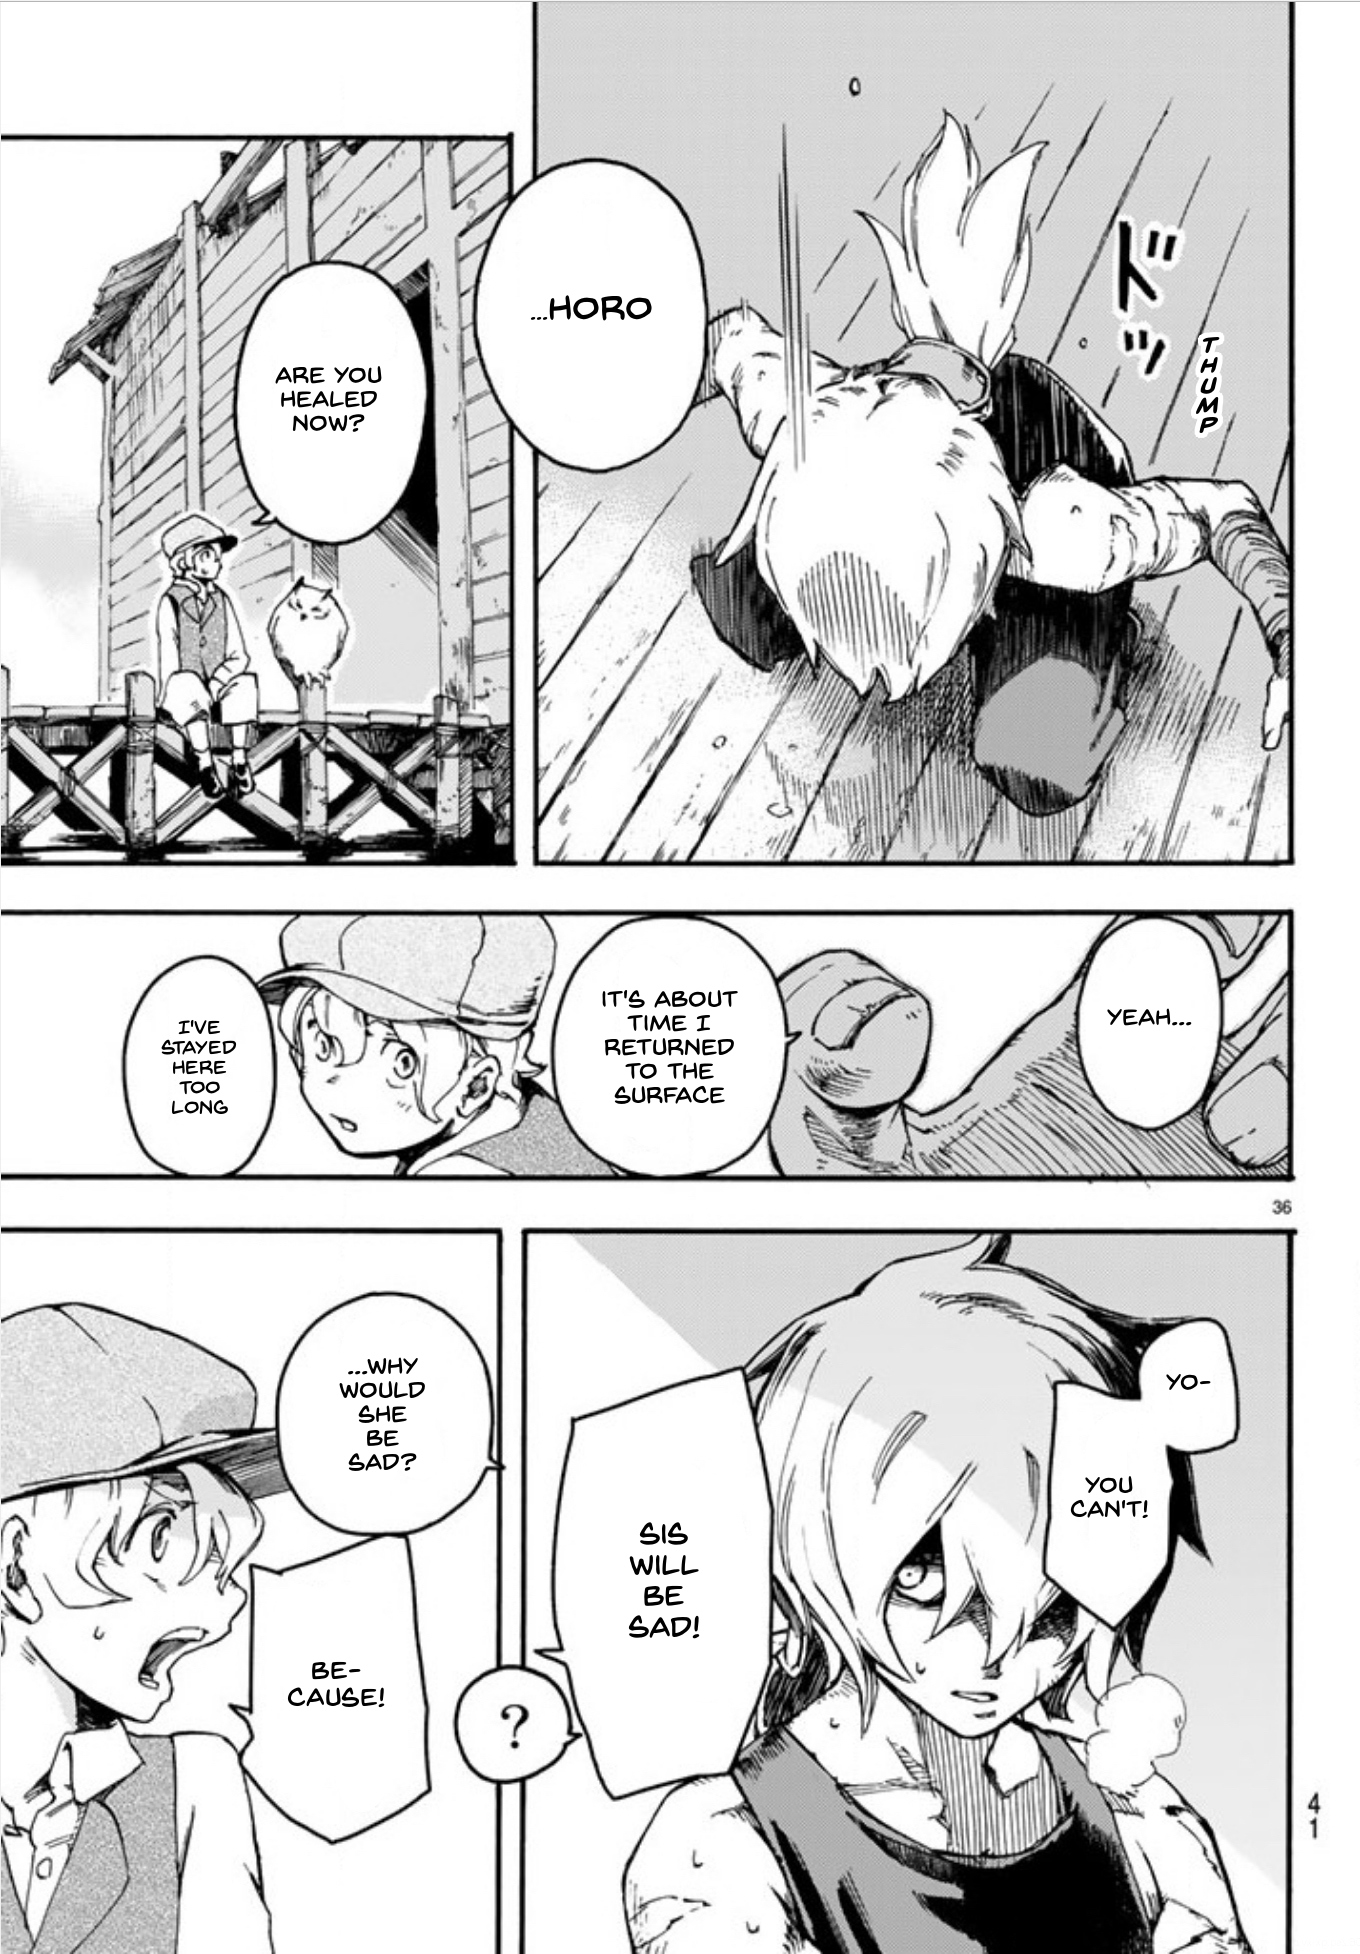 ドッ
THUMP
...HORO
ARE YOU
HEALED
NOW?
YEAH...
IT'S ABOUT
TIME I
RETURNED
TO THE
SURFACE
I'VE
STAYED
HERE
TOO
LONG
36
YO-
YOU
CAN'T!
SIS
WILL
BE
SAD!
?
...WHY
WOULD
SHE
BE
SAD?
BE-
CAUSE!
41